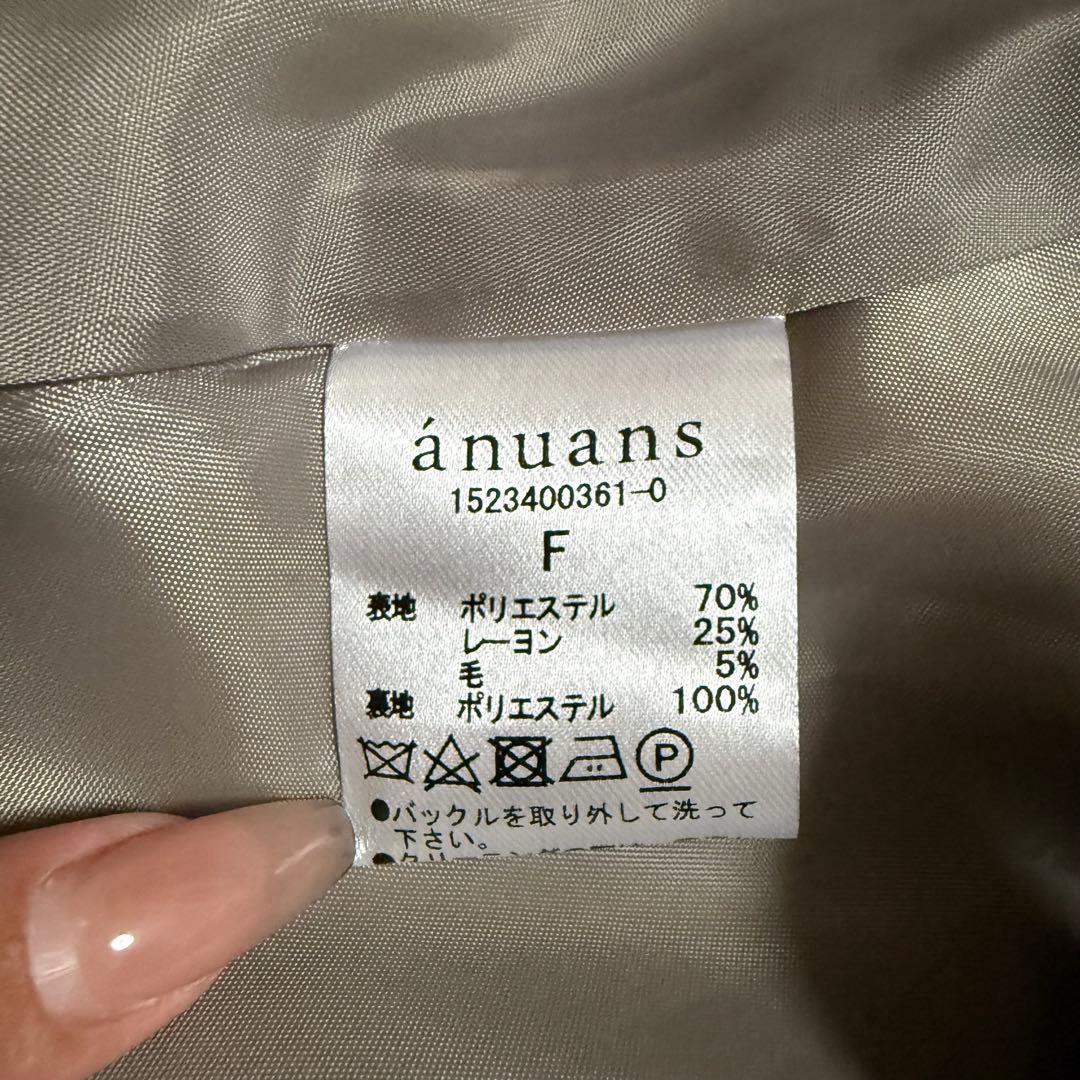 ánuans
1523400361-0
F
表地 ポリエステル 70%
レーヨン 25%
毛 5%
裏地 ポリエステル 100%
P
●バックルを取り外して洗って
下さい。